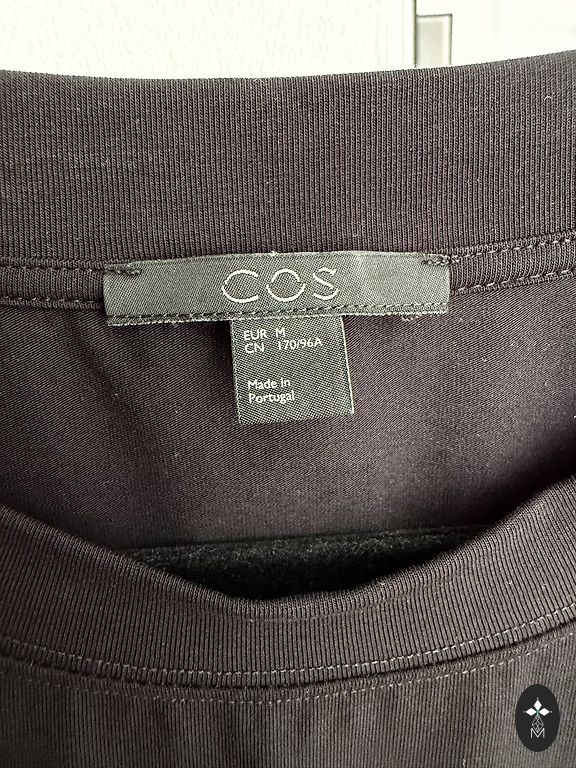 COS
EUR M
CN 170/96A
Made in
Portugal
M